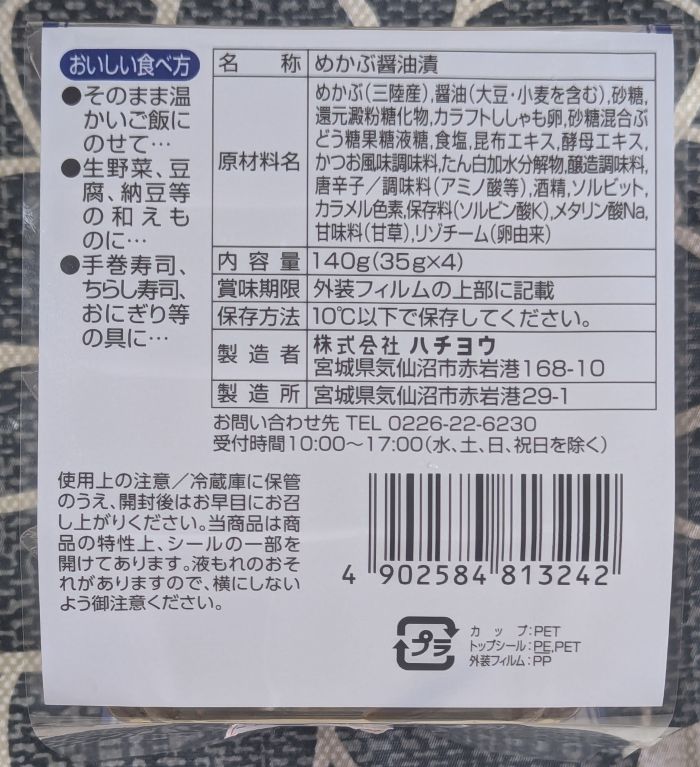 おいしい食べ方
●そのまま温
かいご飯に
のせて…
●生野菜、豆
腐、納豆等
の和えも
のに…
●手巻寿司、
ちらし寿司、
おにぎり等
の具に…
名称 めかぶ醤油漬
原材料名 めかぶ(三陸産),醤油(大豆・小麦を含む),砂糖,
還元澱粉糖化物,カラフトししゃも卵,砂糖混合ぶ
どう糖果糖液糖,食塩,昆布エキス,酵母エキス,
かつお風味調味料,たん白加水分解物,醸造調味料,
唐辛子/調味料(アミノ酸等),酒精,ソルビット,
カラメル色素,保存料(ソルビン酸K),メタリン酸Na,
甘味料(甘草),リゾチーム(卵由来)
内容量 140g(35g×4)
賞味期限 外装フィルムの上部に記載
保存方法 10℃以下で保存してください。
製造者 株式会社 ハチヨウ
宮城県気仙沼市赤岩港168-10
製造所 宮城県気仙沼市赤岩港29-1
お問い合わせ先 TEL 0226-22-6230
受付時間10:00〜17:00(水、土、日、祝日を除く)
使用上の注意/冷蔵庫に保管
のうえ、開封後はお早目にお召
し上がりください。当商品は商
品の特性上、シールの一部を
開けてあります。液もれのおそ
れがありますので、横にしない
よう御注意ください。
4 902584 813242
プラ
カップ:PET
トップシール:PE,PET
外装フィルム:PP